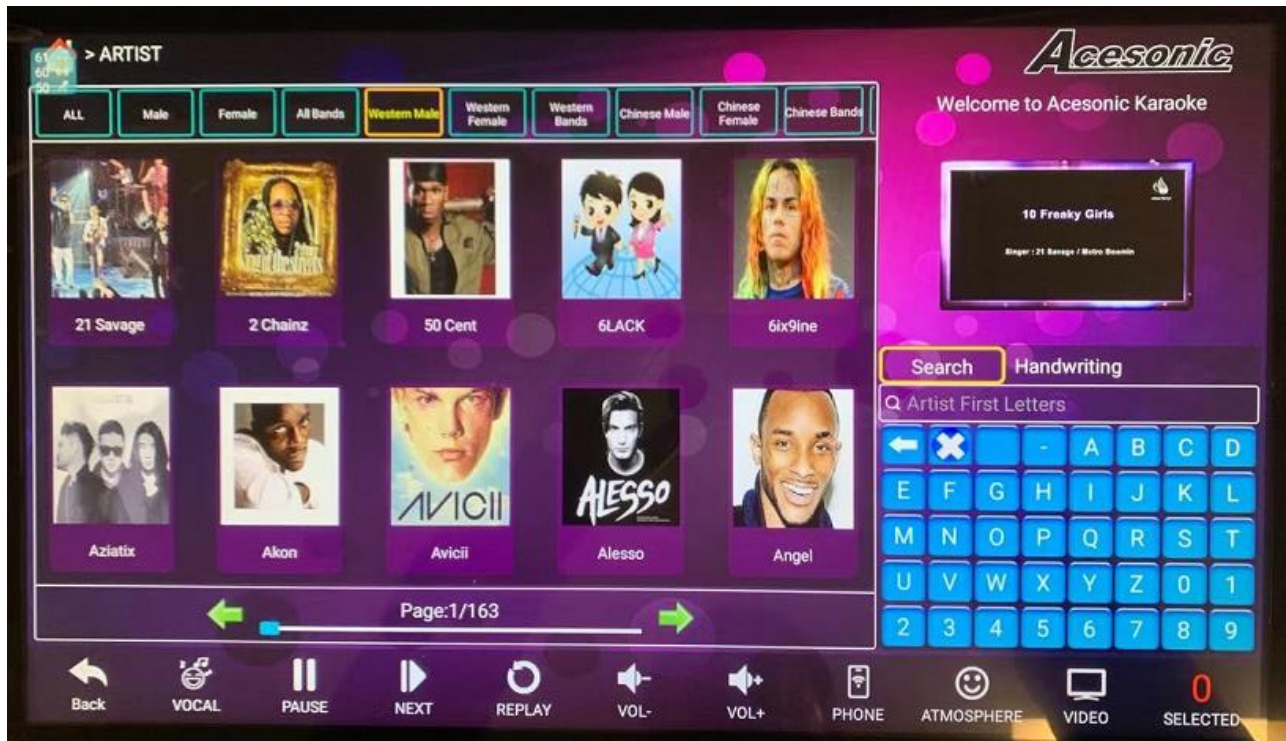 > ARTIST
61
60
50
Acesonic
Welcome to Acesonic Karaoke
ALL
Male
Female
All Bands
Western Male
Western
Female
Western
Bands
Chinese Male
Chinese
Female
Chinese Bands
10 Freaky Girls
Singer : 21 Savage / Metro Boomin
21 Savage
2 Chainz
50 Cent
6LACK
6ix9ine
Search
Handwriting
Artist First Letters
- A B C D
E F G H I J K L
M N O P Q R S T
U V W X Y Z 0 1
2 3 4 5 6 7 8 9
AVICII
ALESSO
Aziatix
Akon
Avicii
Alesso
Angel
Page:1/163
Back
VOCAL
PAUSE
NEXT
REPLAY
VOL-
VOL+
PHONE
ATMOSPHERE
VIDEO
0
SELECTED